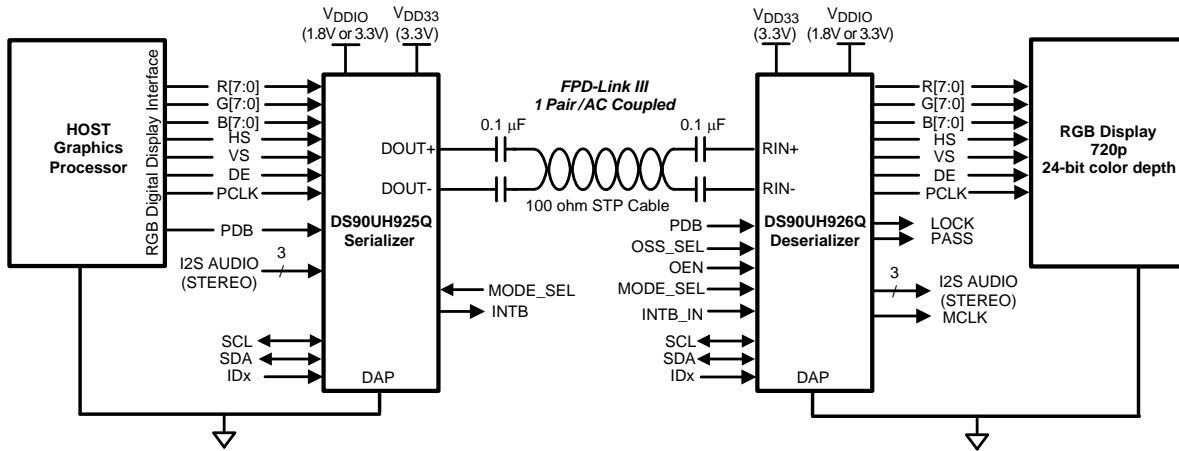 VDDIO
(1.8V or 3.3V)
VDD33
(3.3V)
VDD33
(3.3V)
VDDIO
(1.8V or 3.3V)
HOST
Graphics
Processor
RGB Digital Display Interface
R[7:0]
G[7:0]
B[7:0]
HS
VS
DE
PCLK
PDB
I2S AUDIO
(STEREO)
3
SCL
SDA
IDx
DOUT+
DOUT-
DS90UH925Q
Serializer
DAP
MODE_SEL
INTB
FPD-Link III
1 Pair/AC Coupled
0.1 μF
0.1 μF
100 ohm STP Cable
PDB
OSS_SEL
OEN
MODE_SEL
INTB_IN
SCL
SDA
IDx
RIN+
RIN-
DS90UH926Q
Deserializer
DAP
R[7:0]
G[7:0]
B[7:0]
HS
VS
DE
PCLK
LOCK
PASS
3
I2S AUDIO
(STEREO)
MCLK
RGB Display
720p
24-bit color depth